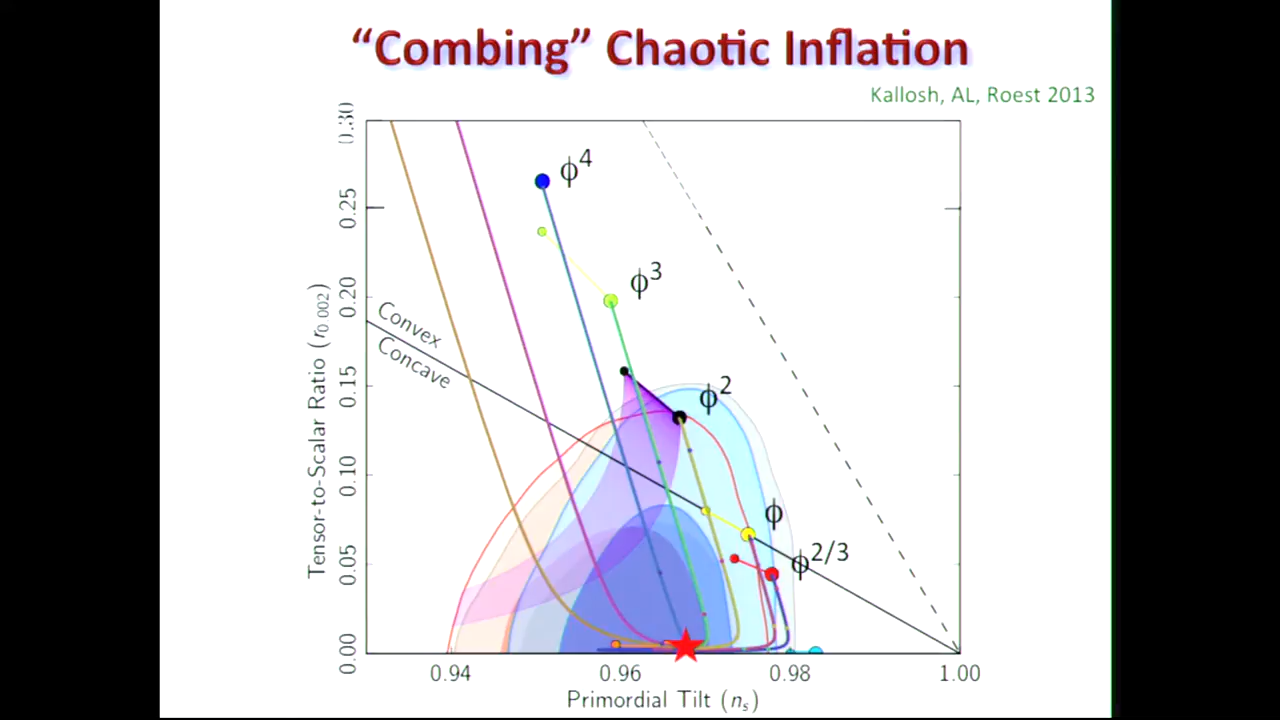 “Combing” Chaotic Inflation
Kallosh, AL, Roest 2013
0.30
0.25
0.20
0.15
0.10
0.05
0.00
Tensor-to-Scalar Ratio (r0.002)
Convex
Concave
ϕ4
ϕ3
ϕ2
ϕ
ϕ2/3
0.94
0.96
0.98
1.00
Primordial Tilt (ns)